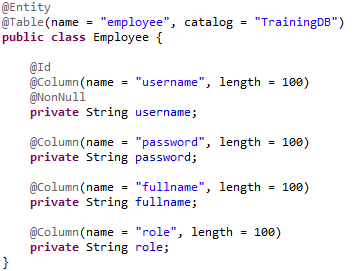 @Entity
@Table(name = "employee", catalog = "TrainingDB")
public class Employee {
@Id
@Column(name = "username", length = 100)
@NonNull
private String username;
@Column(name = "password", length = 100)
private String password;
@Column(name = "fullname", length = 100)
private String fullname;
@Column(name = "role", length = 100)
private String role;
}